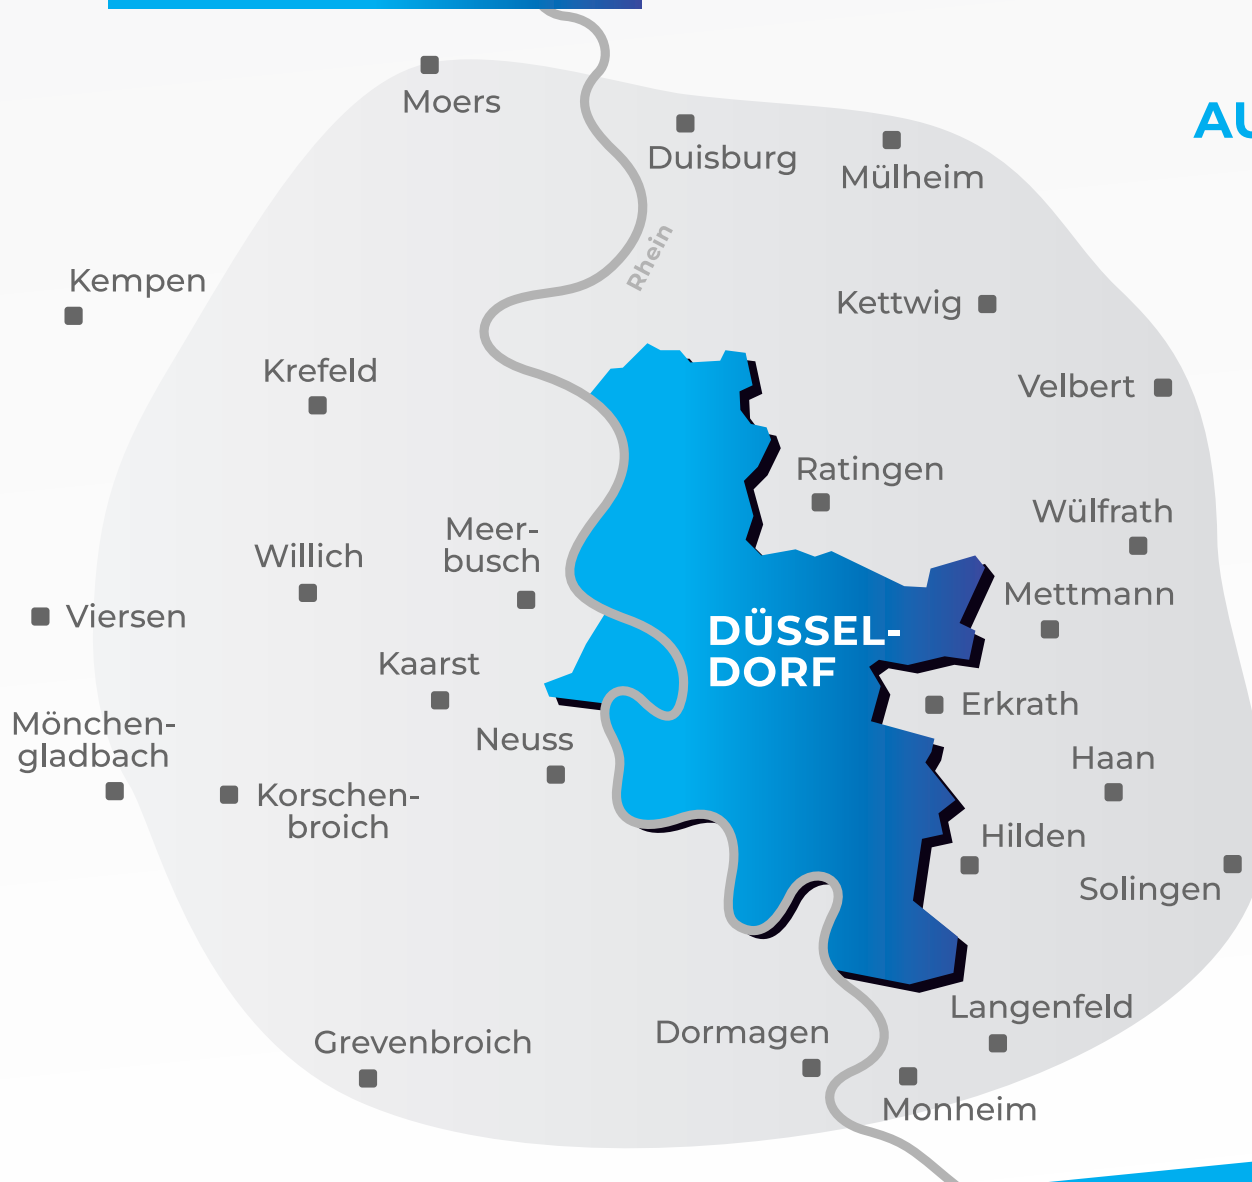 Moers
AU
Duisburg
Mülheim
Rhein
Kempen
Kettwig
Krefeld
Velbert
Ratingen
Wülfrath
Meer-
busch
Willich
Mettmann
Viersen
DÜSSEL-
DORF
Kaarst
Erkrath
Mönchen-
gladbach
Neuss
Haan
Korschen-
broich
Hilden
Solingen
Langenfeld
Dormagen
Grevenbroich
Monheim